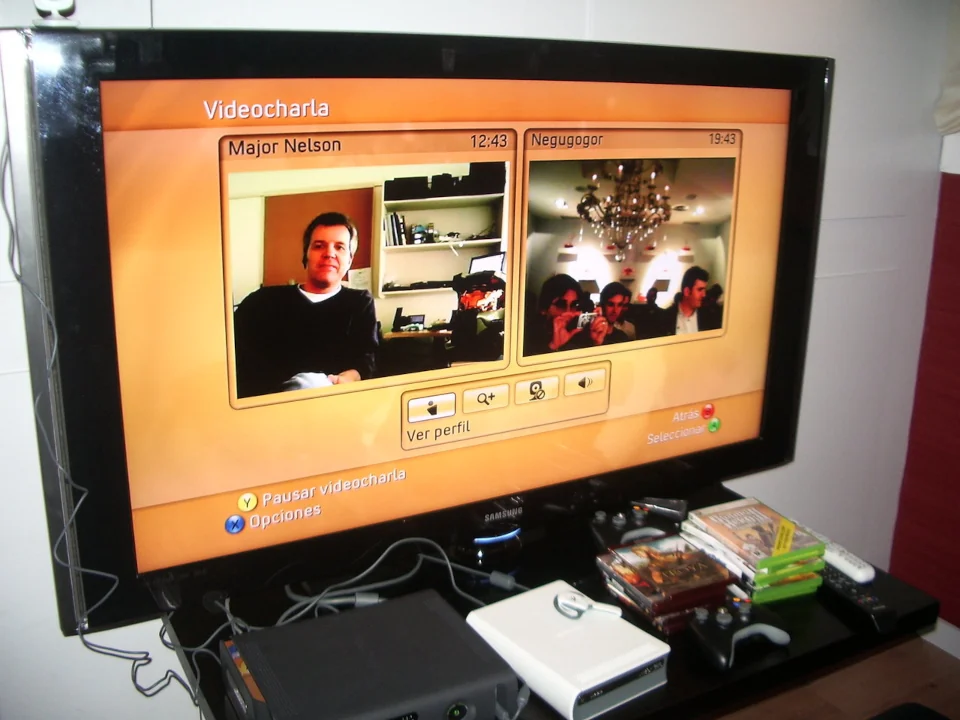 Videocharla
Major Nelson 12:43
Negugogor 19:43
Ver perfil
Atrás
Seleccionar
Y Pausar videocharla
X Opciones
SAMSUNG